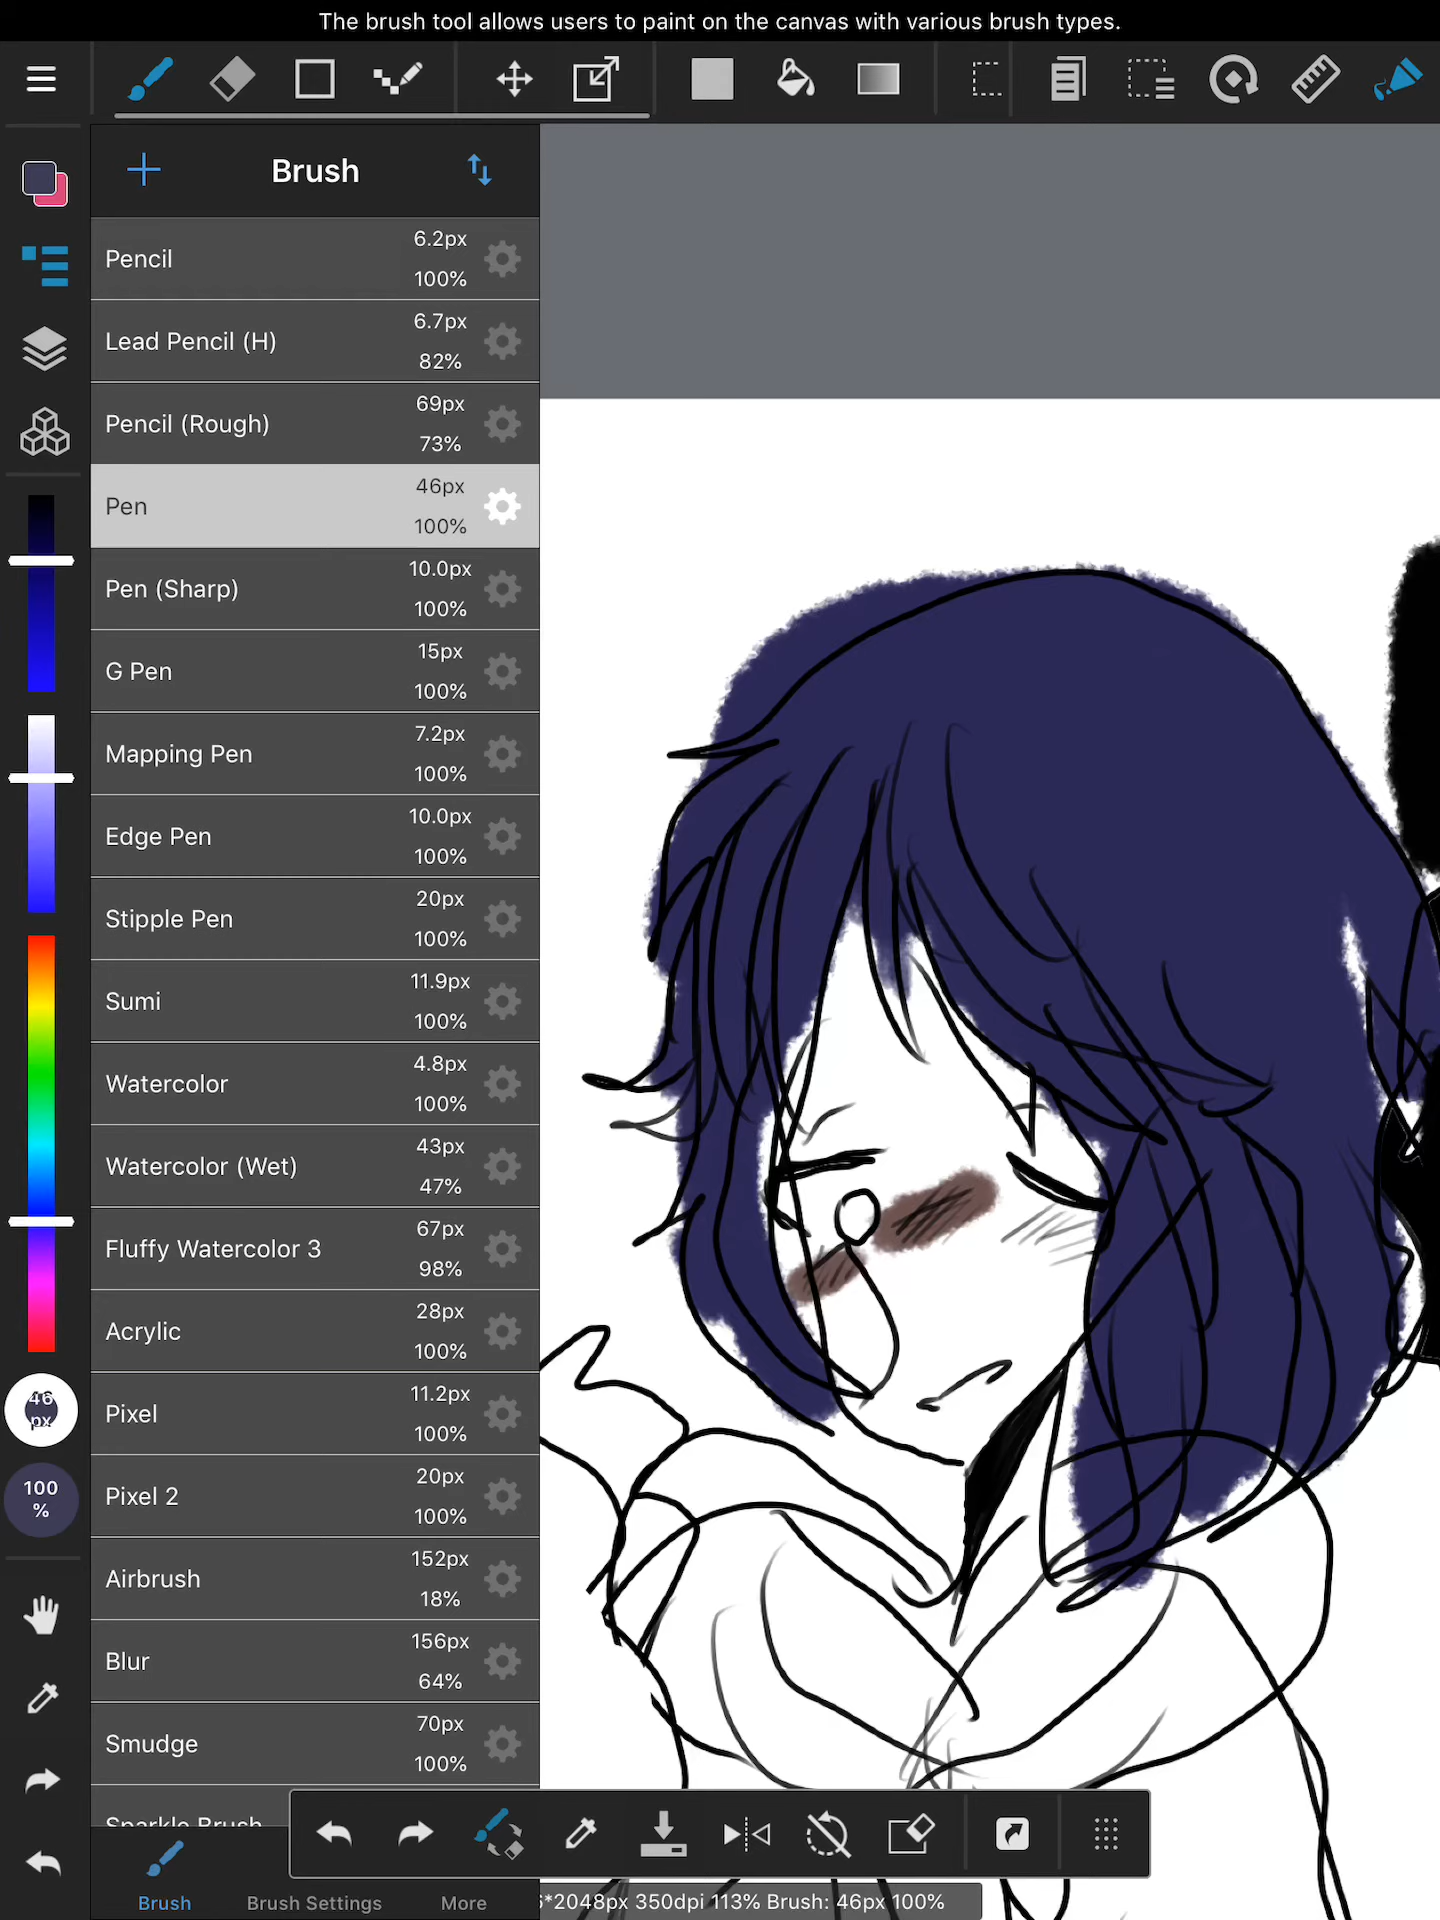 The brush tool allows users to paint on the canvas with various brush types.
Brush
Pencil 6.2px 100%
Lead Pencil (H) 6.7px 82%
Pencil (Rough) 69px 73%
Pen 46px 100%
Pen (Sharp) 10.0px 100%
G Pen 15px 100%
Mapping Pen 7.2px 100%
Edge Pen 10.0px 100%
Stipple Pen 20px 100%
Sumi 11.9px 100%
Watercolor 4.8px 100%
Watercolor (Wet) 43px 47%
Fluffy Watercolor 3 67px 98%
Acrylic 28px 100%
Pixel 11.2px 100%
Pixel 2 20px 100%
Airbrush 152px 18%
Blur 156px 64%
Smudge 70px 100%
Sparkle Brush
46
px
100
%
Brush Brush Settings More
*2048px 350dpi 113% Brush: 46px 100%